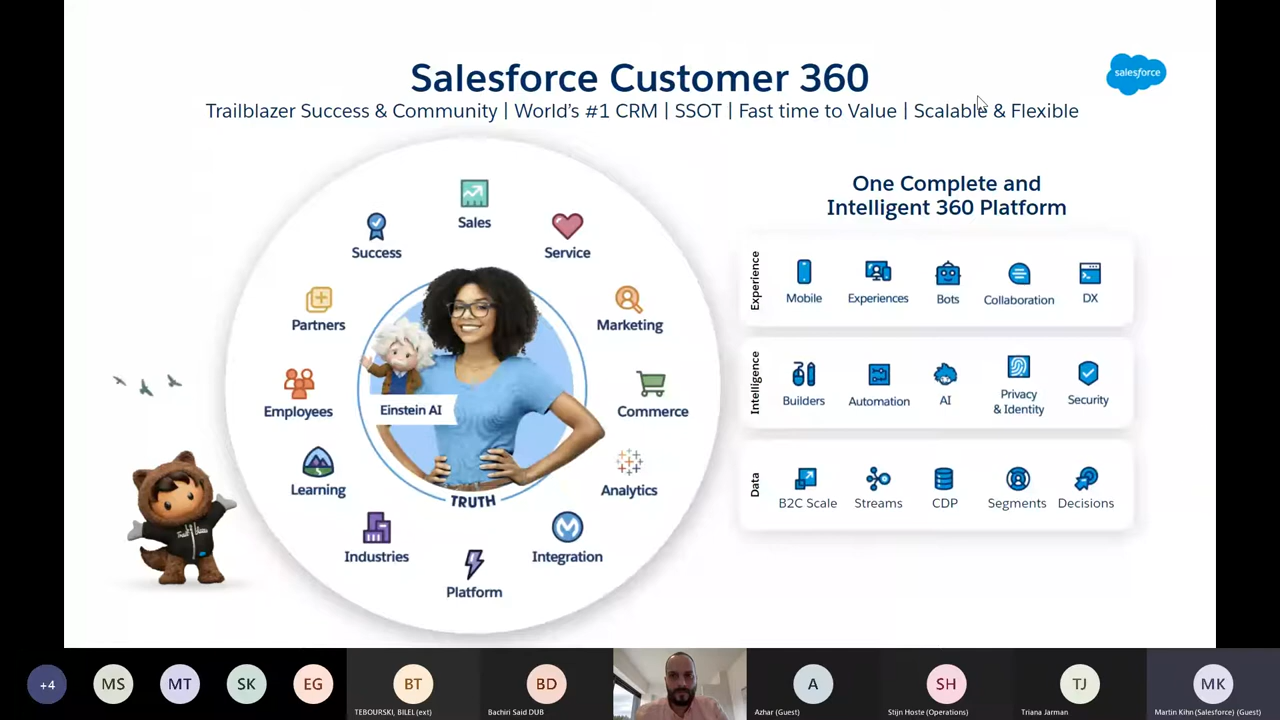 Salesforce Customer 360
salesforce
Trailblazer Success & Community | World's #1 CRM | SSOT | Fast time to Value | Scalable & Flexible
Sales
Success
Service
Partners
Marketing
Employees
Einstein AI
Commerce
Learning
TRUTH
Analytics
Industries
Integration
Platform
One Complete and
Intelligent 360 Platform
Experience
Mobile
Experiences
Bots
Collaboration
DX
Intelligence
Builders
Automation
AI
Privacy
& Identity
Security
Data
B2C Scale
Streams
CDP
Segments
Decisions
+4
MS
MT
SK
EG
BT
TEBOURSKI, BILEL (ext)
BD
Bachiri Said DUB
A
Azhar (Guest)
SH
Stijn Hoste (Operations)
TJ
Triana Jarman
MK
Martin Kihn (Salesforce) (Guest)